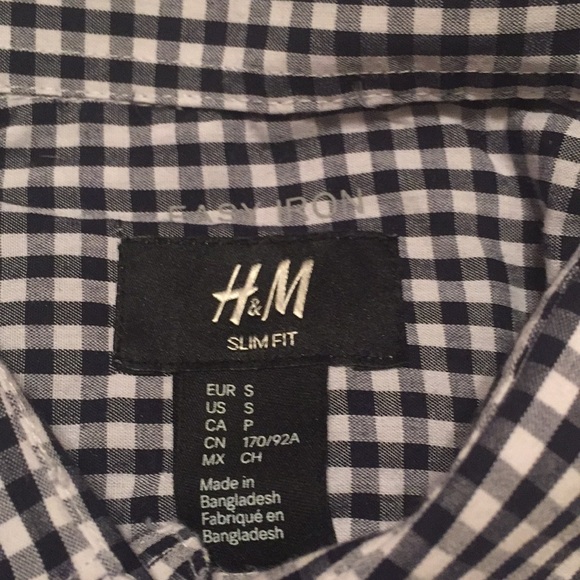 EASY IRON
H&M
SLIM FIT
EUR S
US S
CA P
CN 170/92A
MX CH
Made in
Bangladesh
Fabriqué en
Bangladesh